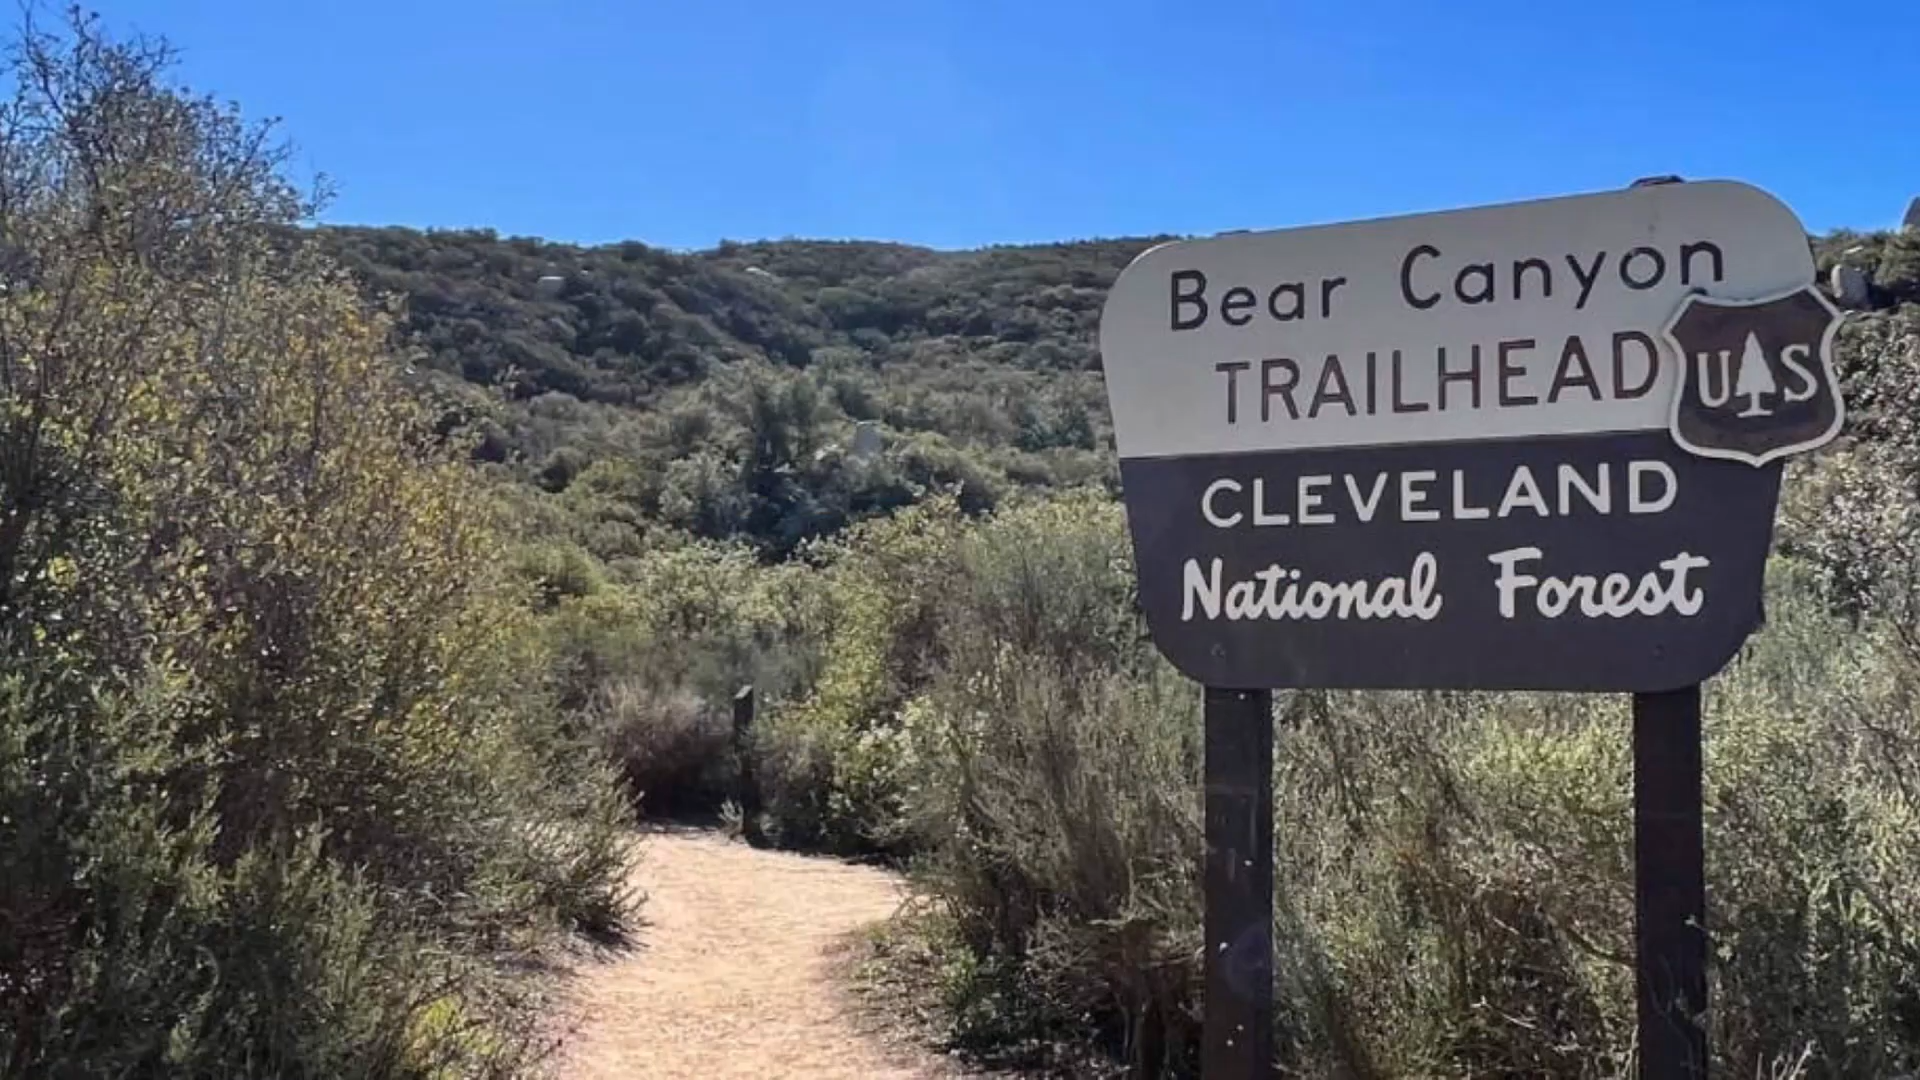 Bear Canyon
TRAILHEAD
US
CLEVELAND
National Forest